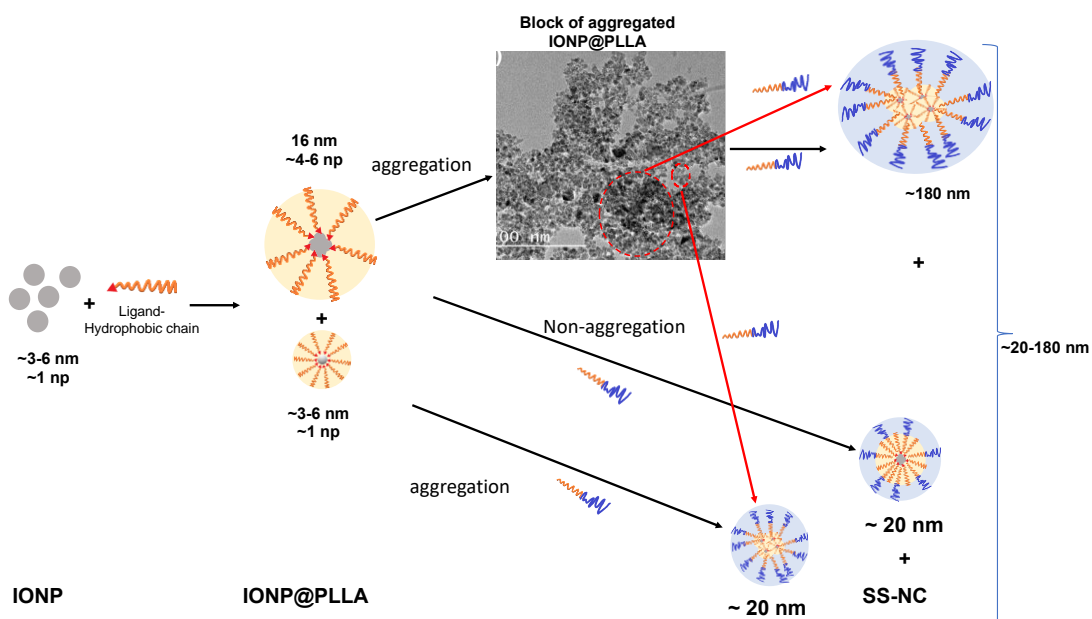 Block of aggregated
IONP@PLLA
)
16 nm
~4-6 np
aggregation
00 nm
~180 nm
+
+
Ligand-
Hydrophobic chain
~3-6 nm
~1 np
+
~3-6 nm
~1 np
Non-aggregation
~20-180 nm
aggregation
~ 20 nm
+
~ 20 nm
IONP
IONP@PLLA
SS-NC